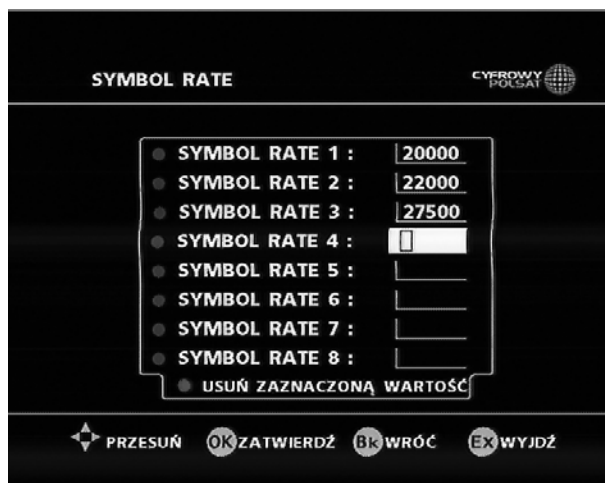 SYMBOL RATE
CYFROWY
POLSAT
SYMBOL RATE 1 : 20000
SYMBOL RATE 2 : 22000
SYMBOL RATE 3 : 27500
SYMBOL RATE 4 :
SYMBOL RATE 5 :
SYMBOL RATE 6 :
SYMBOL RATE 7 :
SYMBOL RATE 8 :
USUŃ ZAZNACZONĄ WARTOŚĆ
PRZESUŃ OK ZATWIERDŹ Bk WRÓĆ EX WYJDŹ